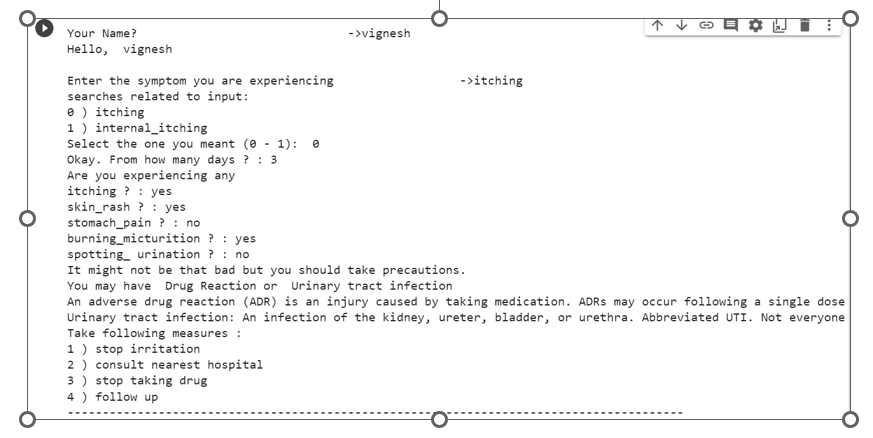 Your Name? ->vignesh
Hello, vignesh
Enter the symptom you are experiencing ->itching
searches related to input:
0 ) itching
1 ) internal_itching
Select the one you meant (0 - 1): 0
Okay. From how many days ? : 3
Are you experiencing any
itching ? : yes
skin_rash ? : yes
stomach_pain ? : no
burning_micturition ? : yes
spotting_ urination ? : no
It might not be that bad but you should take precautions.
You may have Drug Reaction or Urinary tract infection
An adverse drug reaction (ADR) is an injury caused by taking medication. ADRs may occur following a single dose
Urinary tract infection: An infection of the kidney, ureter, bladder, or urethra. Abbreviated UTI. Not everyone
Take following measures :
1 ) stop irritation
2 ) consult nearest hospital
3 ) stop taking drug
4 ) follow up
----------------------------------------------------------------------------------------